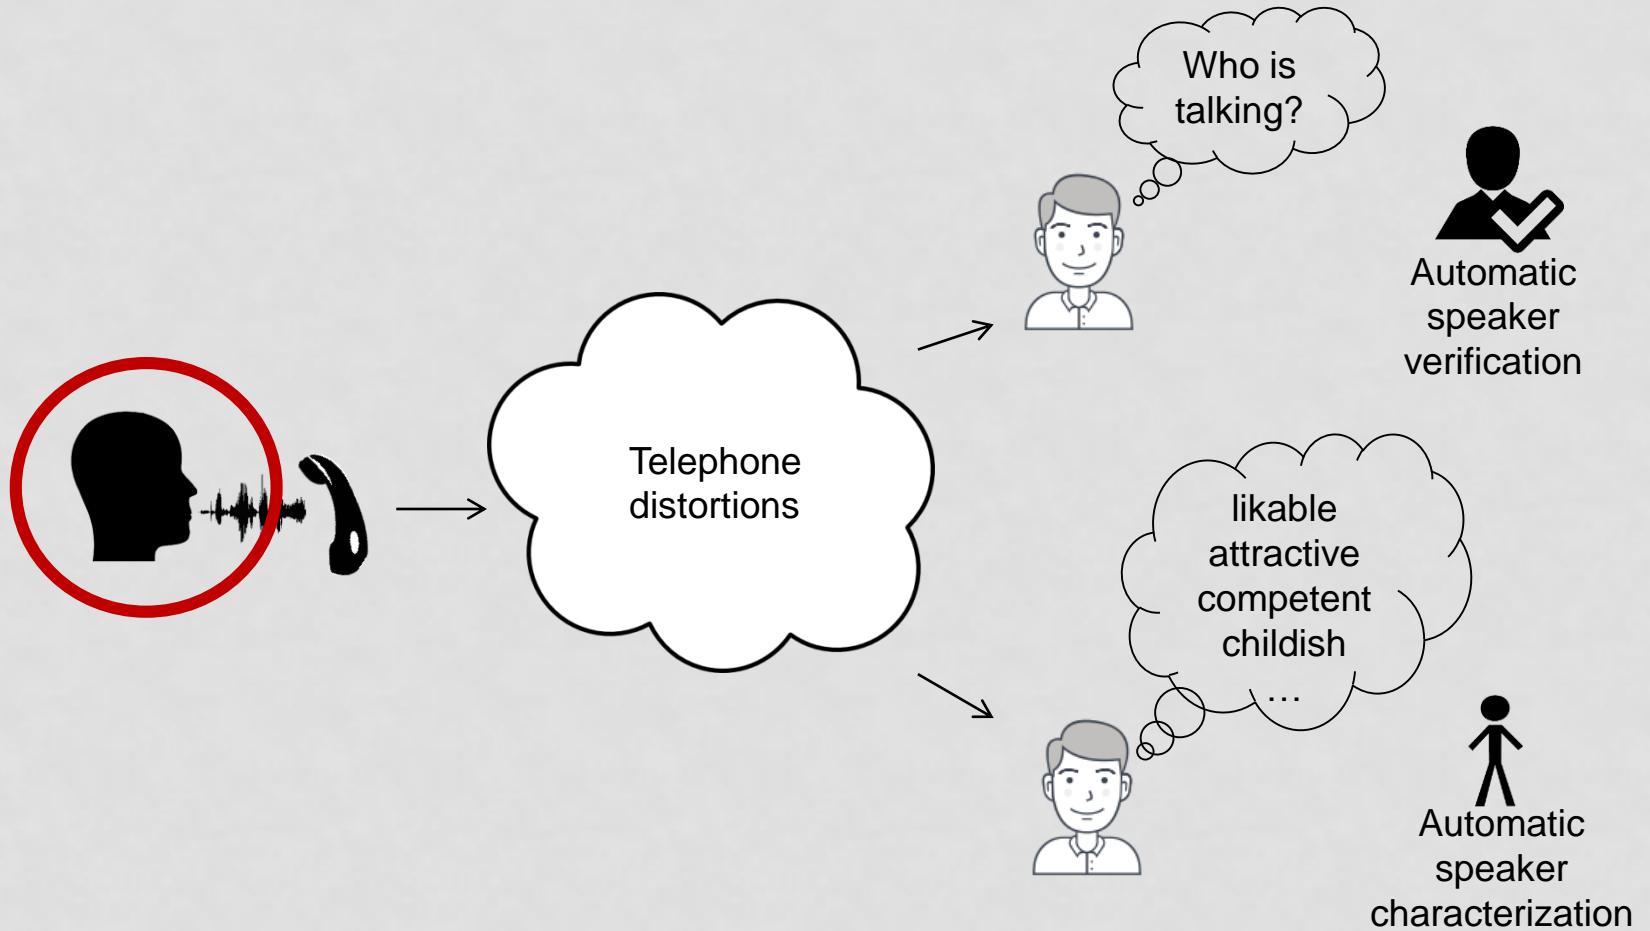 Who is
talking?
Automatic
speaker
verification
Telephone
distortions
likable
attractive
competent
childish
…
Automatic
speaker
characterization